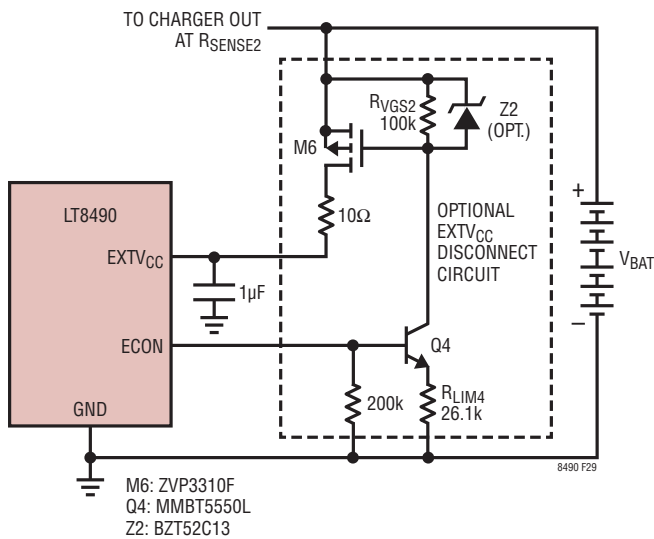 TO CHARGER OUT
AT RSENSE2
RVGS2
100k
Z2
(OPT.)
M6
LT8490
10Ω
OPTIONAL
EXTVCC
DISCONNECT
CIRCUIT
+
VBAT
–
EXTVCC
1µF
ECON
Q4
200k
RLIM4
26.1k
GND
8490 F29
M6: ZVP3310F
Q4: MMBT5550L
Z2: BZT52C13